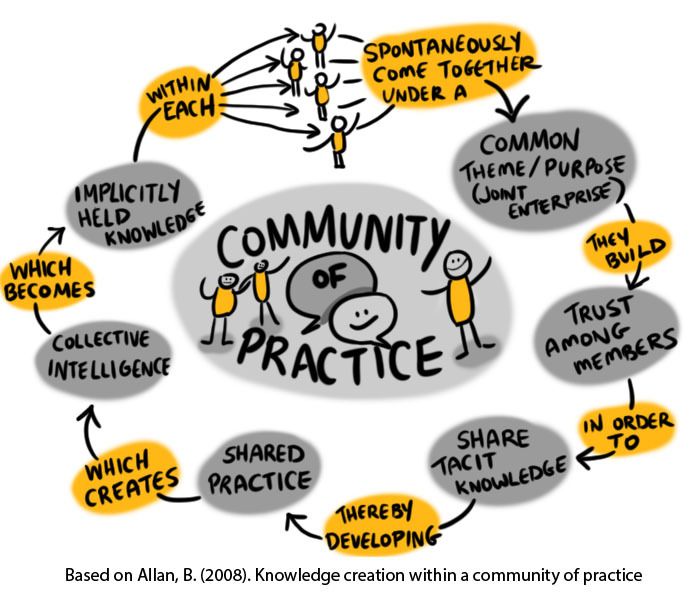 COMMUNITY
OF
PRACTICE
SPONTANEOUSLY
COME TOGETHER
UNDER A
COMMON
THEME/PURPOSE
(JOINT
ENTERPRISE)
THEY
BUILD
TRUST
AMONG
MEMBERS
IN ORDER
TO
SHARE
TACIT
KNOWLEDGE
THEREBY
DEVELOPING
SHARED
PRACTICE
WHICH
CREATES
COLLECTIVE
INTELLIGENCE
WHICH
BECOMES
IMPLICITLY
HELD
KNOWLEDGE
WITHIN
EACH
Based on Allan, B. (2008). Knowledge creation within a community of practice